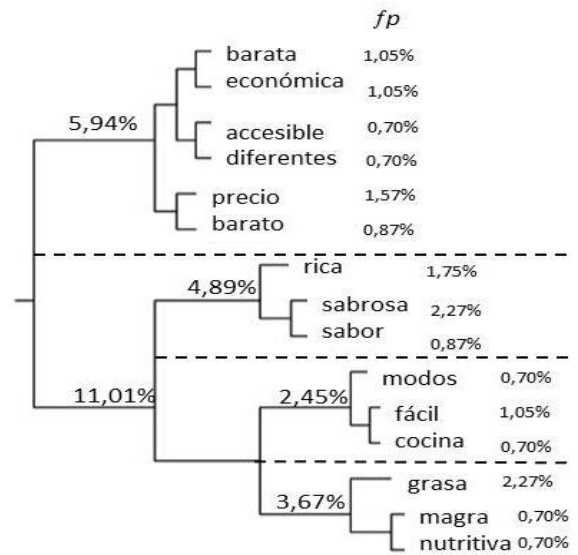 fp
barata 1,05%
económica 1,05%
5,94%
accesible 0,70%
diferentes 0,70%
precio 1,57%
barato 0,87%
rica 1,75%
4,89%
sabrosa 2,27%
sabor 0,87%
modos 0,70%
11,01% 2,45%
fácil 1,05%
cocina 0,70%
grasa 2,27%
3,67%
magra 0,70%
nutritiva 0,70%